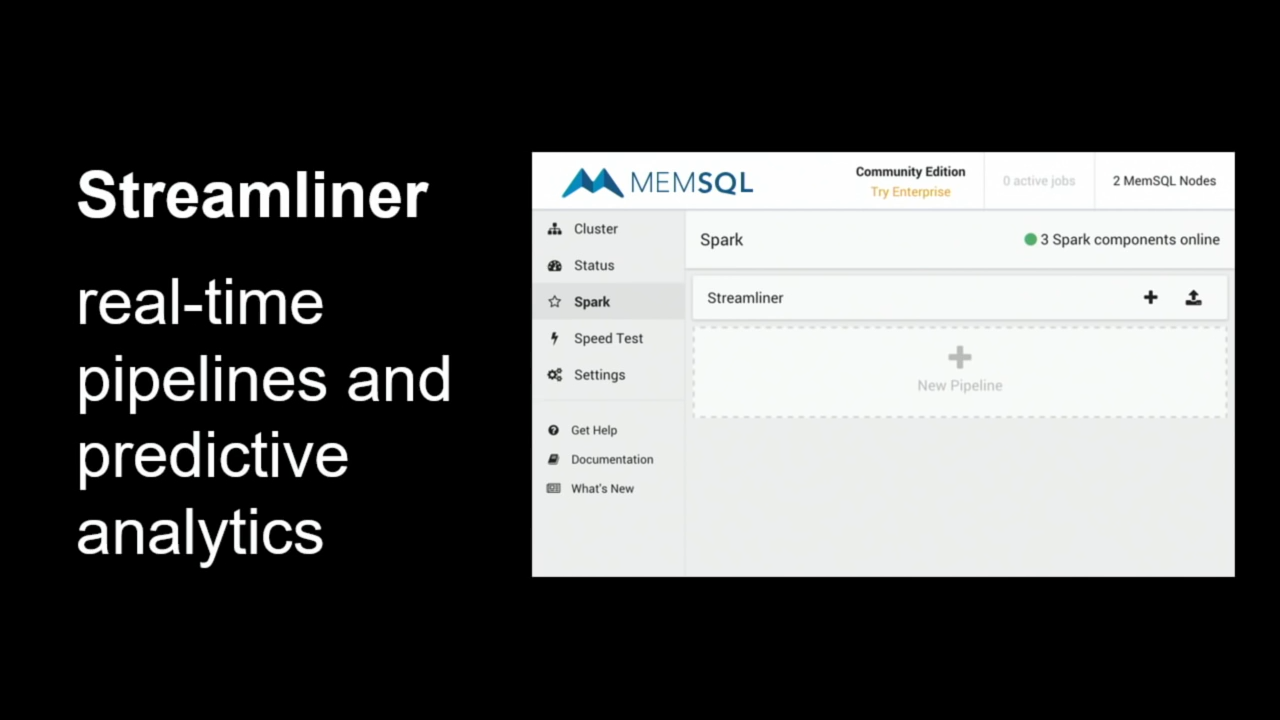 Streamliner
real-time
pipelines and
predictive
analytics
MEMSQL
Community Edition
Try Enterprise
0 active jobs
2 MemSQL Nodes
Cluster
Status
Spark
Speed Test
Settings
Get Help
Documentation
What's New
Spark
3 Spark components online
Streamliner
New Pipeline